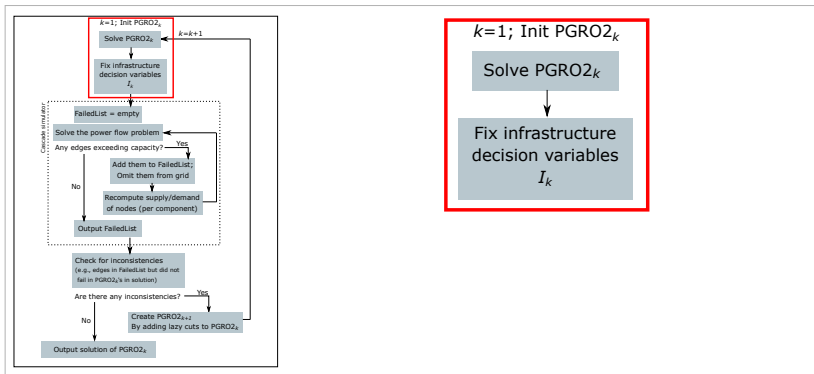 k=1; Init PGRO2k
Solve PGRO2k
k=k+1
Fix infrastructure
decision variables
Ik
Cascade simulator
FailedList = empty
Solve the power flow problem
Any edges exceeding capacity?
Yes
Add them to FailedList;
Omit them from grid
No
Recompute supply/demand
of nodes (per component)
Output FailedList
Check for inconsistencies
(e.g., edges in FailedList but did not
fail in PGRO2k's in solution)
Are there any inconsistencies?
Yes
No
Create PGRO2k+1
By adding lazy cuts to PGRO2k
Output solution of PGRO2k
k=1; Init PGRO2k
Solve PGRO2k
Fix infrastructure
decision variables
Ik